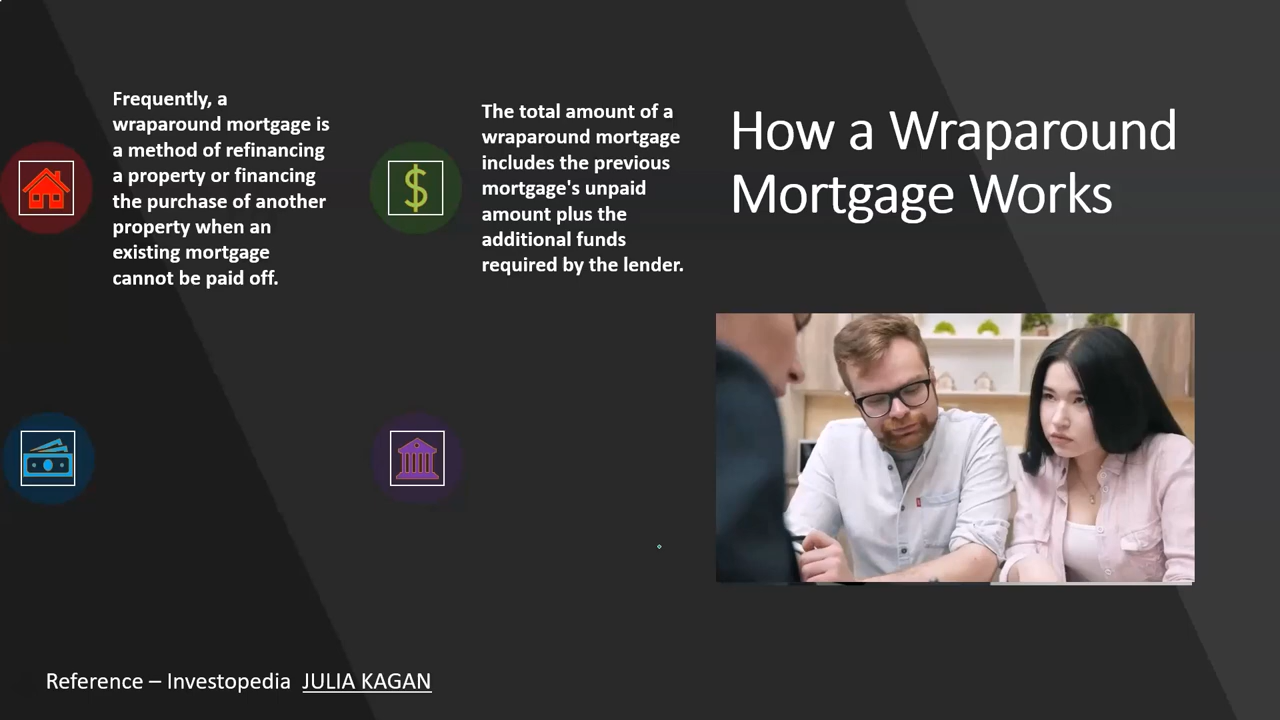 Frequently, a
wraparound mortgage is
a method of refinancing
a property or financing
the purchase of another
property when an
existing mortgage
cannot be paid off.
The total amount of a
wraparound mortgage
includes the previous
mortgage's unpaid
amount plus the
additional funds
required by the lender.
How a Wraparound
Mortgage Works
Reference – Investopedia JULIA KAGAN